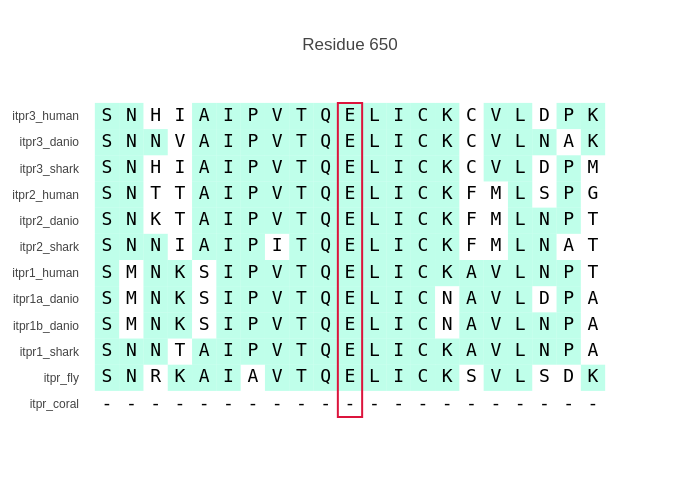 Residue 650
itpr3_human S N H I A I P V T Q E L I C K C V L D P K
itpr3_danio S N N V A I P V T Q E L I C K C V L N A K
itpr3_shark S N H I A I P V T Q E L I C K C V L D P M
itpr2_human S N T T A I P V T Q E L I C K F M L S P G
itpr2_danio S N K T A I P V T Q E L I C K F M L N P T
itpr2_shark S N N I A I P I T Q E L I C K F M L N A T
itpr1_human S M N K S I P V T Q E L I C K A V L N P T
itpr1a_danio S M N K S I P V T Q E L I C N A V L D P A
itpr1b_danio S M N K S I P V T Q E L I C N A V L N P A
itpr1_shark S N N T A I P V T Q E L I C K A V L N P A
itpr_fly S N R K A I A V T Q E L I C K S V L S D K
itpr_coral - - - - - - - - - - - - - - - - - - - - -